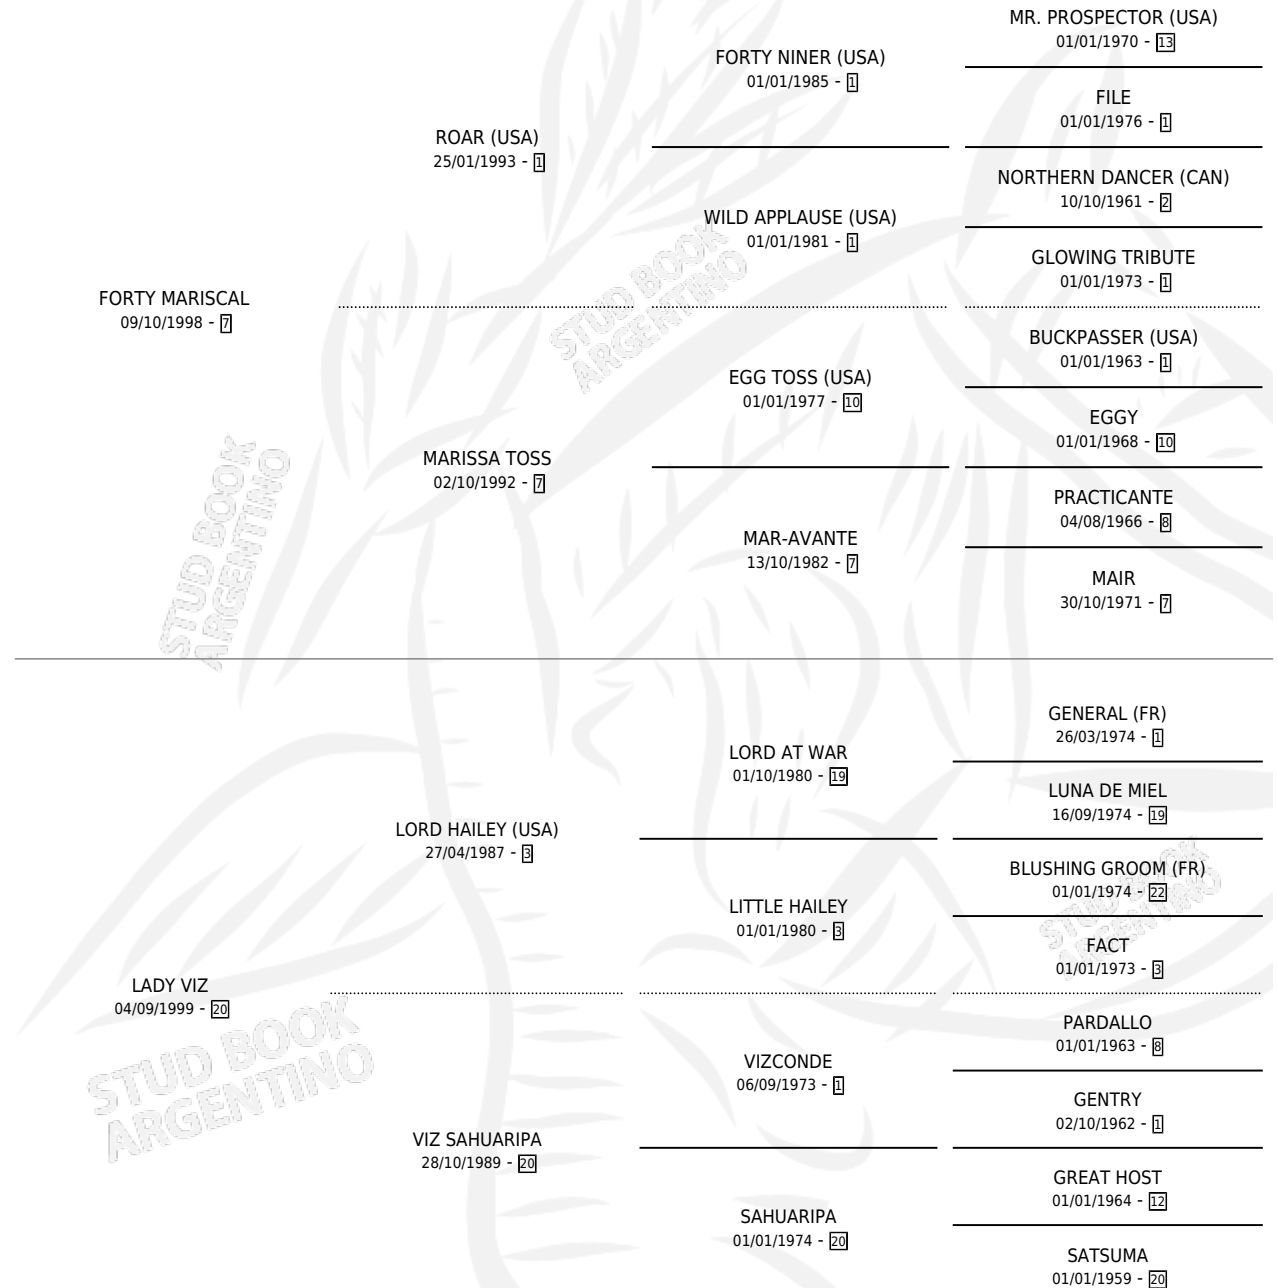 MR. PROSPECTOR (USA)
01/01/1970 - 13
FORTY NINER (USA)
01/01/1985 - 1
FILE
01/01/1976 - 1
ROAR (USA)
25/01/1993 - 1
NORTHERN DANCER (CAN)
10/10/1961 - 2
WILD APPLAUSE (USA)
01/01/1981 - 1
GLOWING TRIBUTE
01/01/1973 - 1
FORTY MARISCAL
09/10/1998 - 7
BUCKPASSER (USA)
01/01/1963 - 1
EGG TOSS (USA)
01/01/1977 - 10
EGGY
01/01/1968 - 10
MARISSA TOSS
02/10/1992 - 7
PRACTICANTE
04/08/1966 - 8
MAR-AVANTE
13/10/1982 - 7
MAIR
30/10/1971 - 7
GENERAL (FR)
26/03/1974 - 1
LORD AT WAR
01/10/1980 - 19
LUNA DE MIEL
16/09/1974 - 19
LORD HAILEY (USA)
27/04/1987 - 3
BLUSHING GROOM (FR)
01/01/1974 - 22
LITTLE HAILEY
01/01/1980 - 3
FACT
01/01/1973 - 3
LADY VIZ
04/09/1999 - 20
PARDALLO
01/01/1963 - 8
VIZCONDE
06/09/1973 - 1
GENTRY
02/10/1962 - 1
VIZ SAHUARIPA
28/10/1989 - 20
GREAT HOST
01/01/1964 - 12
SAHUARIPA
01/01/1974 - 20
SATSUMA
01/01/1959 - 20
STUD BOOK
ARGENTINO
STUD BOOK
ARGENTINO
STUD BOOK
ARGENTINO
STUD BOOK
ARGENTINO